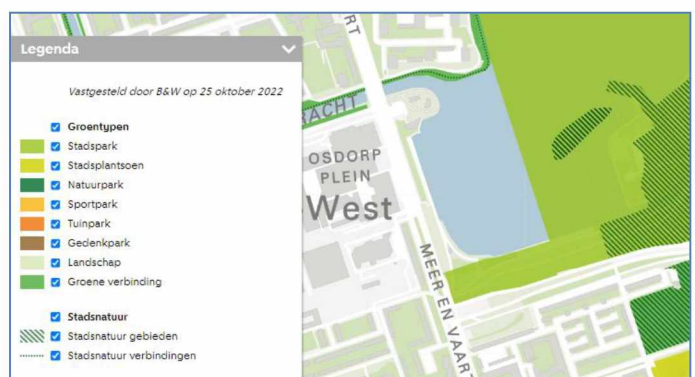 Legenda
Vastgesteld door B&W op 25 oktober 2022
Groentypen
Stadspark
Stadsplantsoen
Natuurpark
Sportpark
Tuinpark
Gedenkpark
Landschap
Groene verbinding
Stadsnatuur
Stadsnatuur gebieden
Stadsnatuur verbindingen
RT
RACHT
OSDORP
PLEIN
West
MEER EN VAART